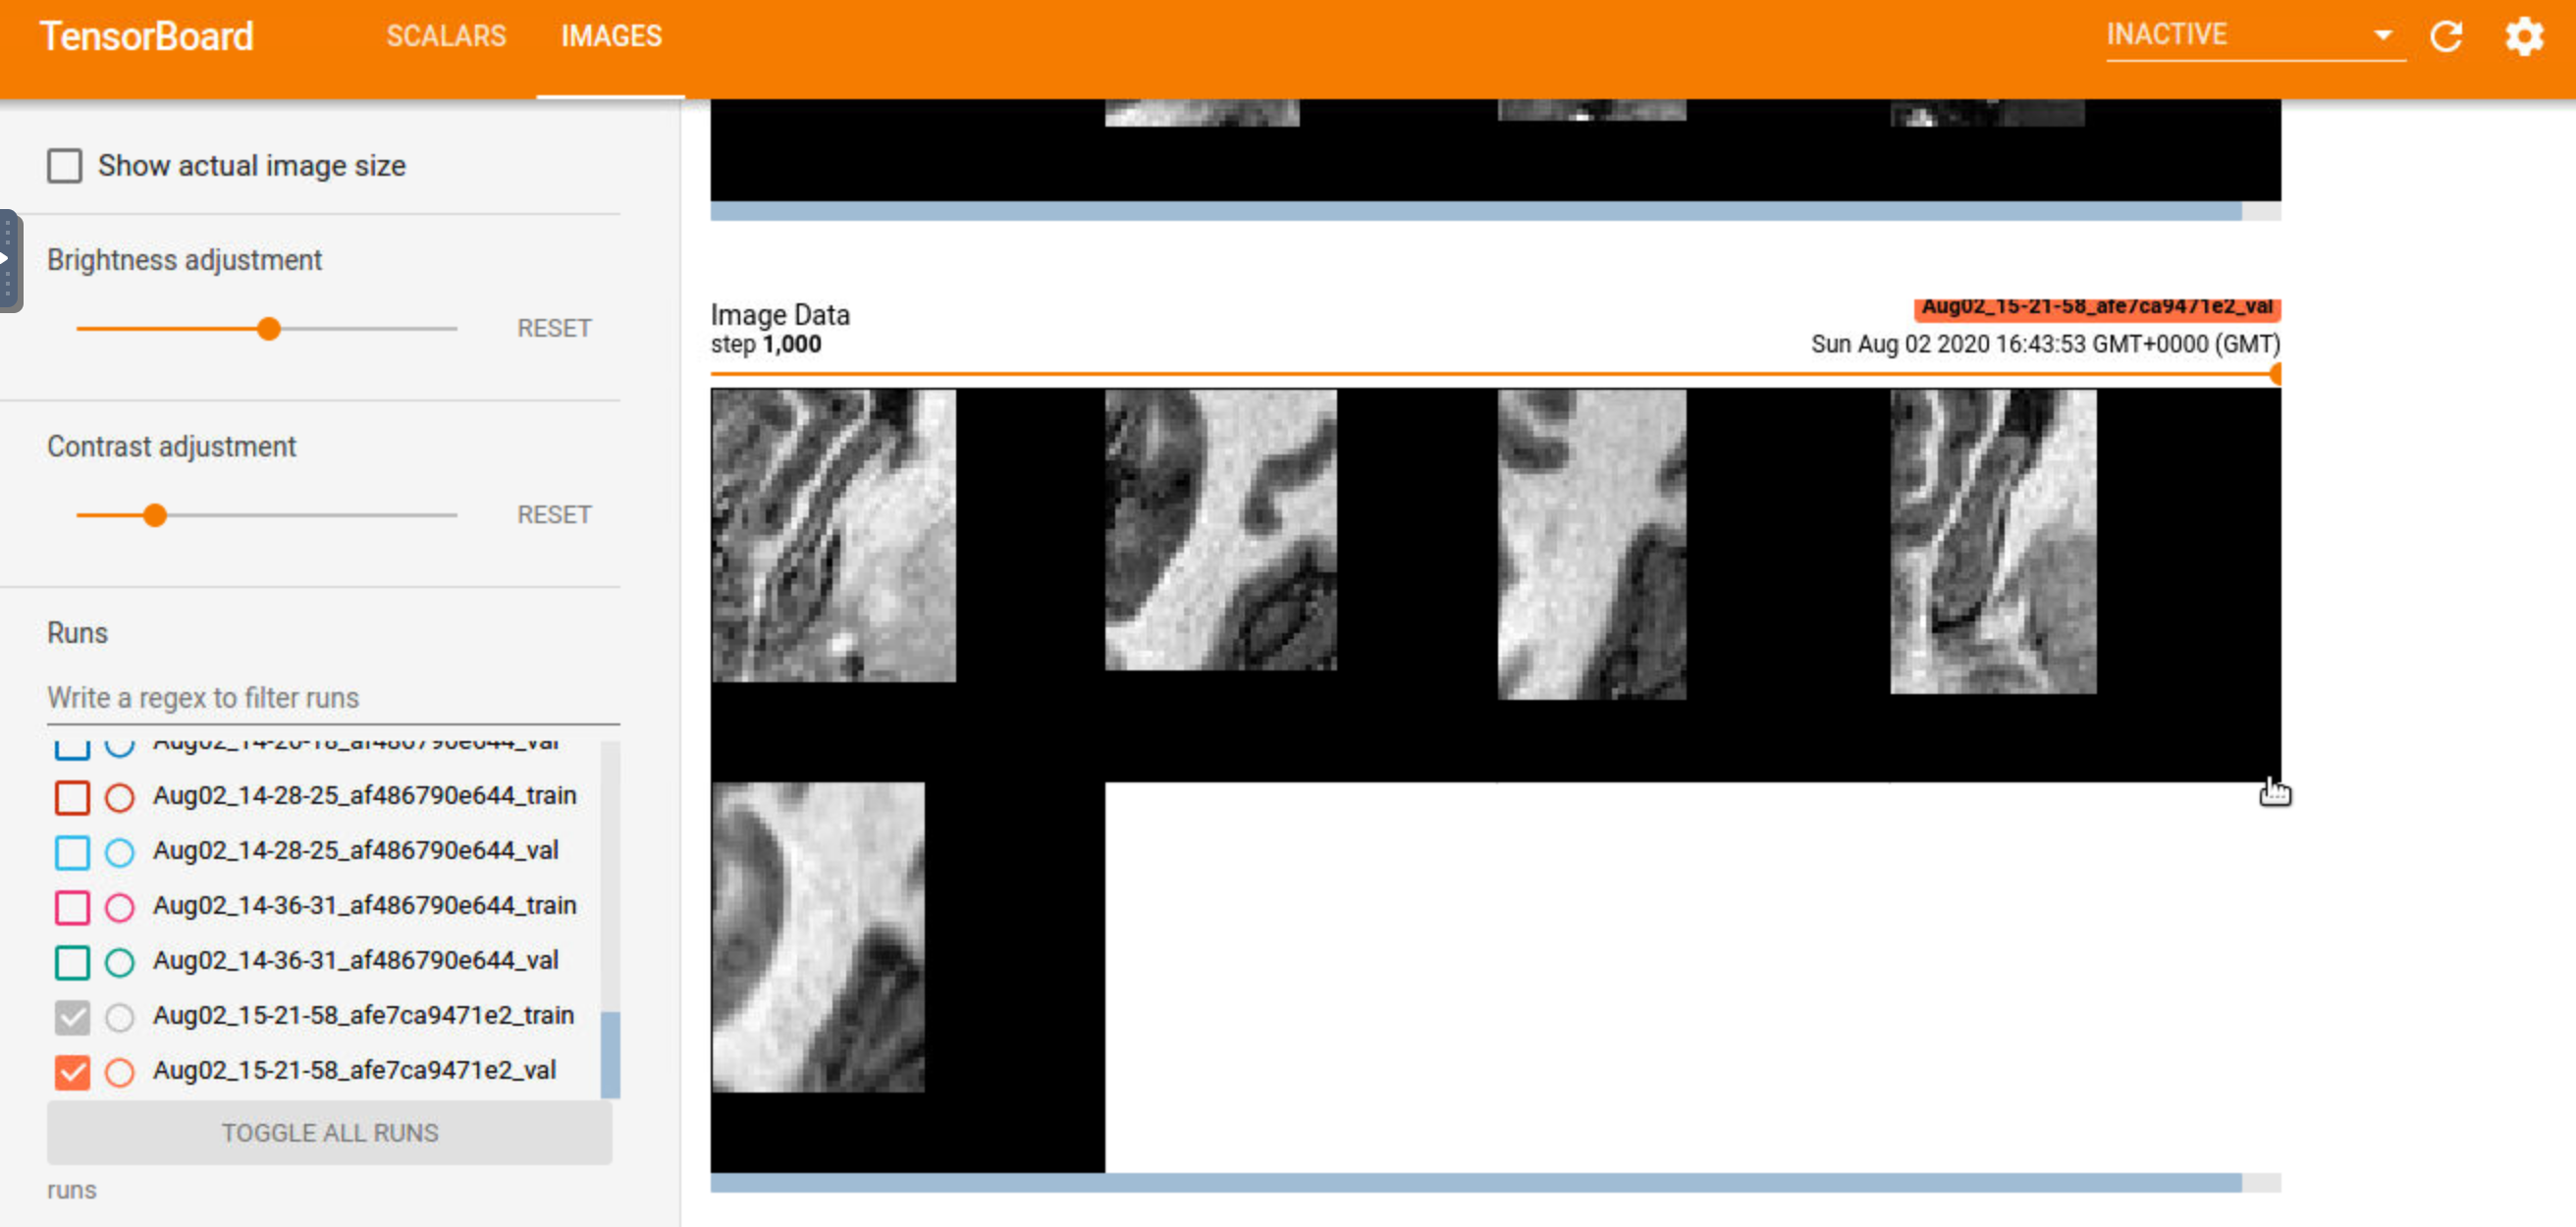 TensorBoard SCALARS IMAGES INACTIVE
Show actual image size
Brightness adjustment
RESET
Contrast adjustment
RESET
Runs
Write a regex to filter runs
Aug02_14-28-25_af486790e644_train
Aug02_14-28-25_af486790e644_val
Aug02_14-36-31_af486790e644_train
Aug02_14-36-31_af486790e644_val
Aug02_15-21-58_afe7ca9471e2_train
Aug02_15-21-58_afe7ca9471e2_val
TOGGLE ALL RUNS
runs
Image Data
step 1,000
Aug02_15-21-58_afe7ca9471e2_val
Sun Aug 02 2020 16:43:53 GMT+0000 (GMT)